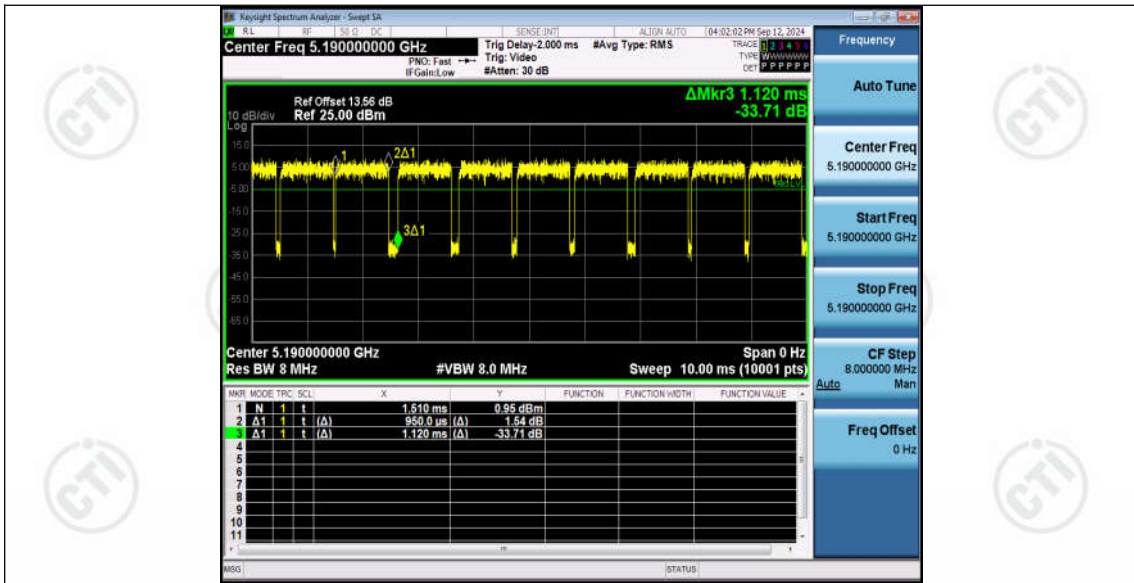 Keysight Spectrum Analyzer - Swept SA
RL RF 50 Ω DC SENSE:INT ALIGN AUTO 04:02:02 PM Sep 12, 2024
Center Freq 5.190000000 GHz
PNO: Fast
IFGain:Low
Trig Delay-2.000 ms
Trig: Video
#Atten: 30 dB
#Avg Type: RMS
TRACE 1 2 3 4 5 6
TYPE WWWWWW
DET P P P P P P
Frequency
Auto Tune
Center Freq
5.190000000 GHz
Start Freq
5.190000000 GHz
Stop Freq
5.190000000 GHz
CF Step
8.000000 MHz
Auto Man
Freq Offset
0 Hz
ΔMkr3 1.120 ms
-33.71 dB
Ref Offset 13.56 dB
10 dB/div Ref 25.00 dBm
Log
15.0
5.00
-5.00
-15.0
-25.0
-35.0
-45.0
-55.0
-65.0
1
2Δ1
3Δ1
TRIG LVL
Center 5.190000000 GHz Span 0 Hz
Res BW 8 MHz #VBW 8.0 MHz Sweep 10.00 ms (10001 pts)
MKR MODE TRC SCL X Y FUNCTION FUNCTION WIDTH FUNCTION VALUE
1 N 1 t 1.510 ms 0.95 dBm
2 Δ1 1 t (Δ) 950.0 µs (Δ) 1.54 dB
3 Δ1 1 t (Δ) 1.120 ms (Δ) -33.71 dB
4
5
6
7
8
9
10
11
MSG STATUS
CTI
CTI
CTI
CTI